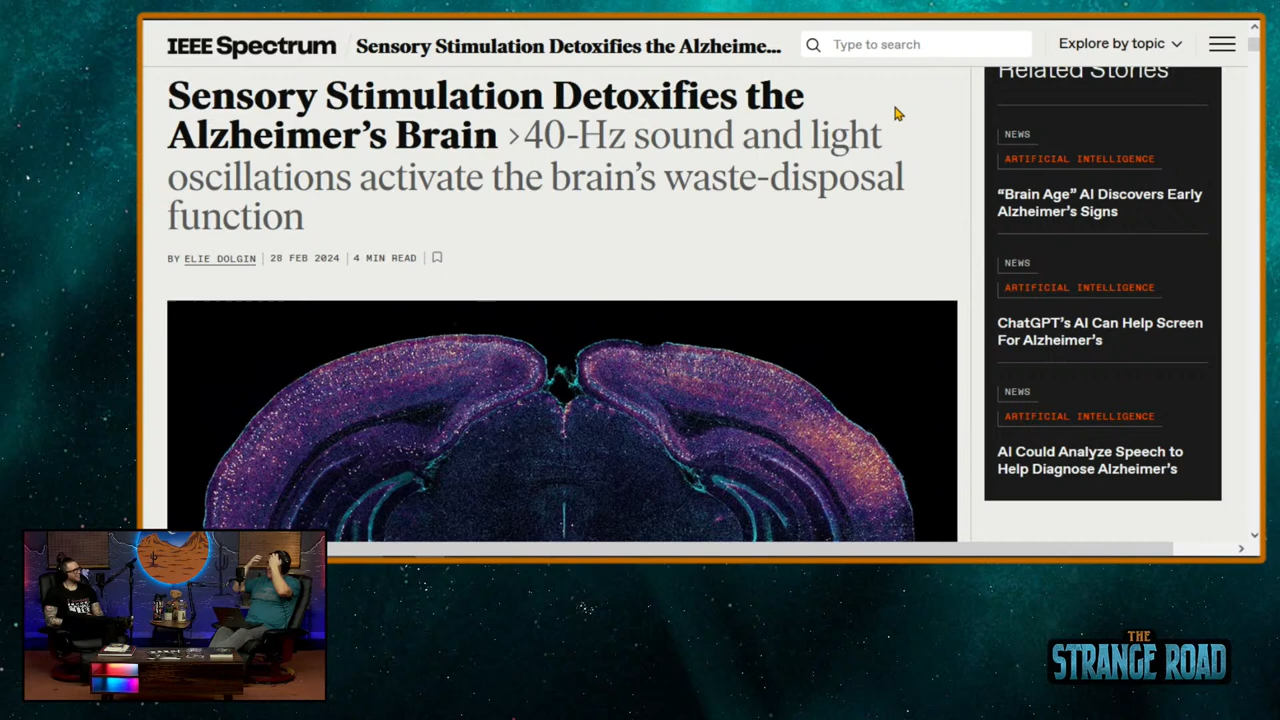 IEEE Spectrum
Sensory Stimulation Detoxifies the Alzheime...
Type to search
Explore by topic
Sensory Stimulation Detoxifies the
Alzheimer's Brain >40-Hz sound and light
oscillations activate the brain's waste-disposal
function
BY ELIE DOLGIN 28 FEB 2024 4 MIN READ
Related Stories
NEWS
ARTIFICIAL INTELLIGENCE
“Brain Age” AI Discovers Early
Alzheimer's Signs
NEWS
ARTIFICIAL INTELLIGENCE
ChatGPT's AI Can Help Screen
For Alzheimer's
NEWS
ARTIFICIAL INTELLIGENCE
AI Could Analyze Speech to
Help Diagnose Alzheimer's
THE
STRANGE ROAD